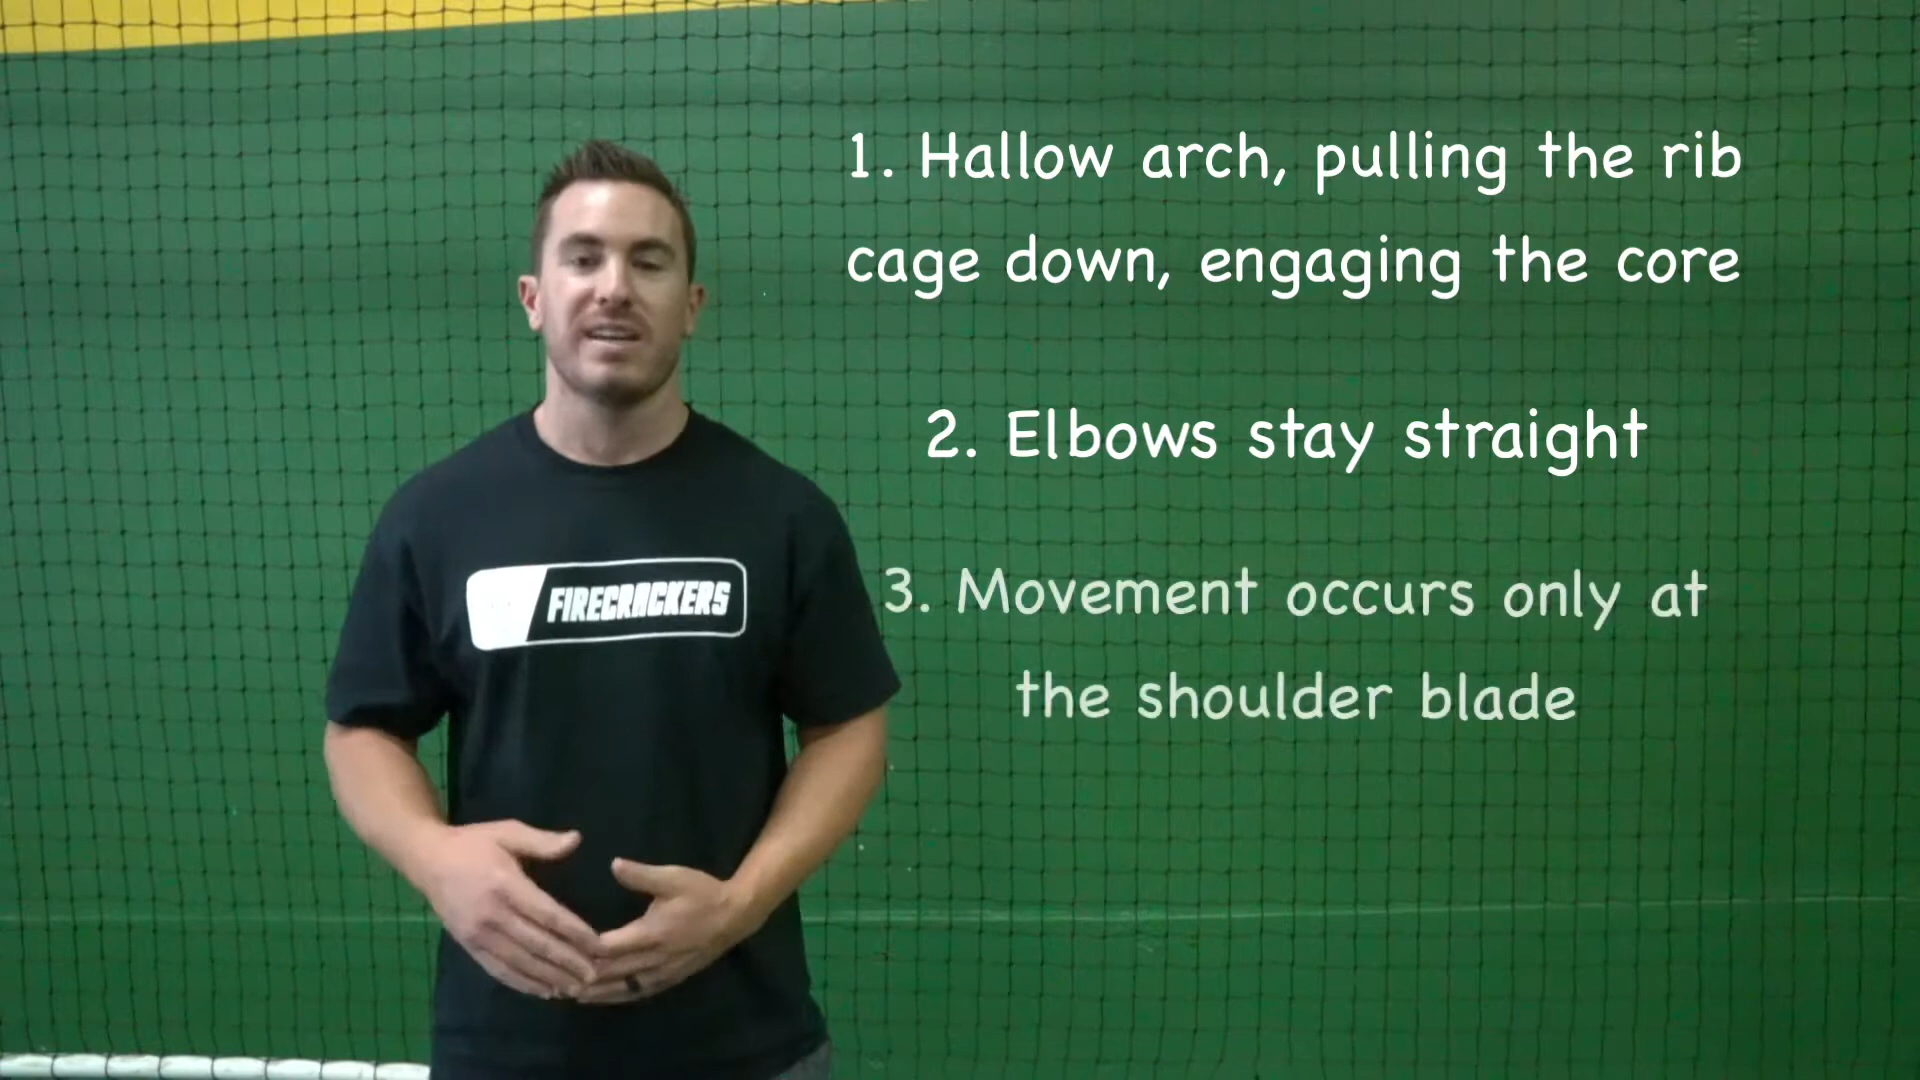 1. Hallow arch, pulling the rib
cage down, engaging the core
2. Elbows stay straight
3. Movement occurs only at
the shoulder blade
FIRECRACKERS